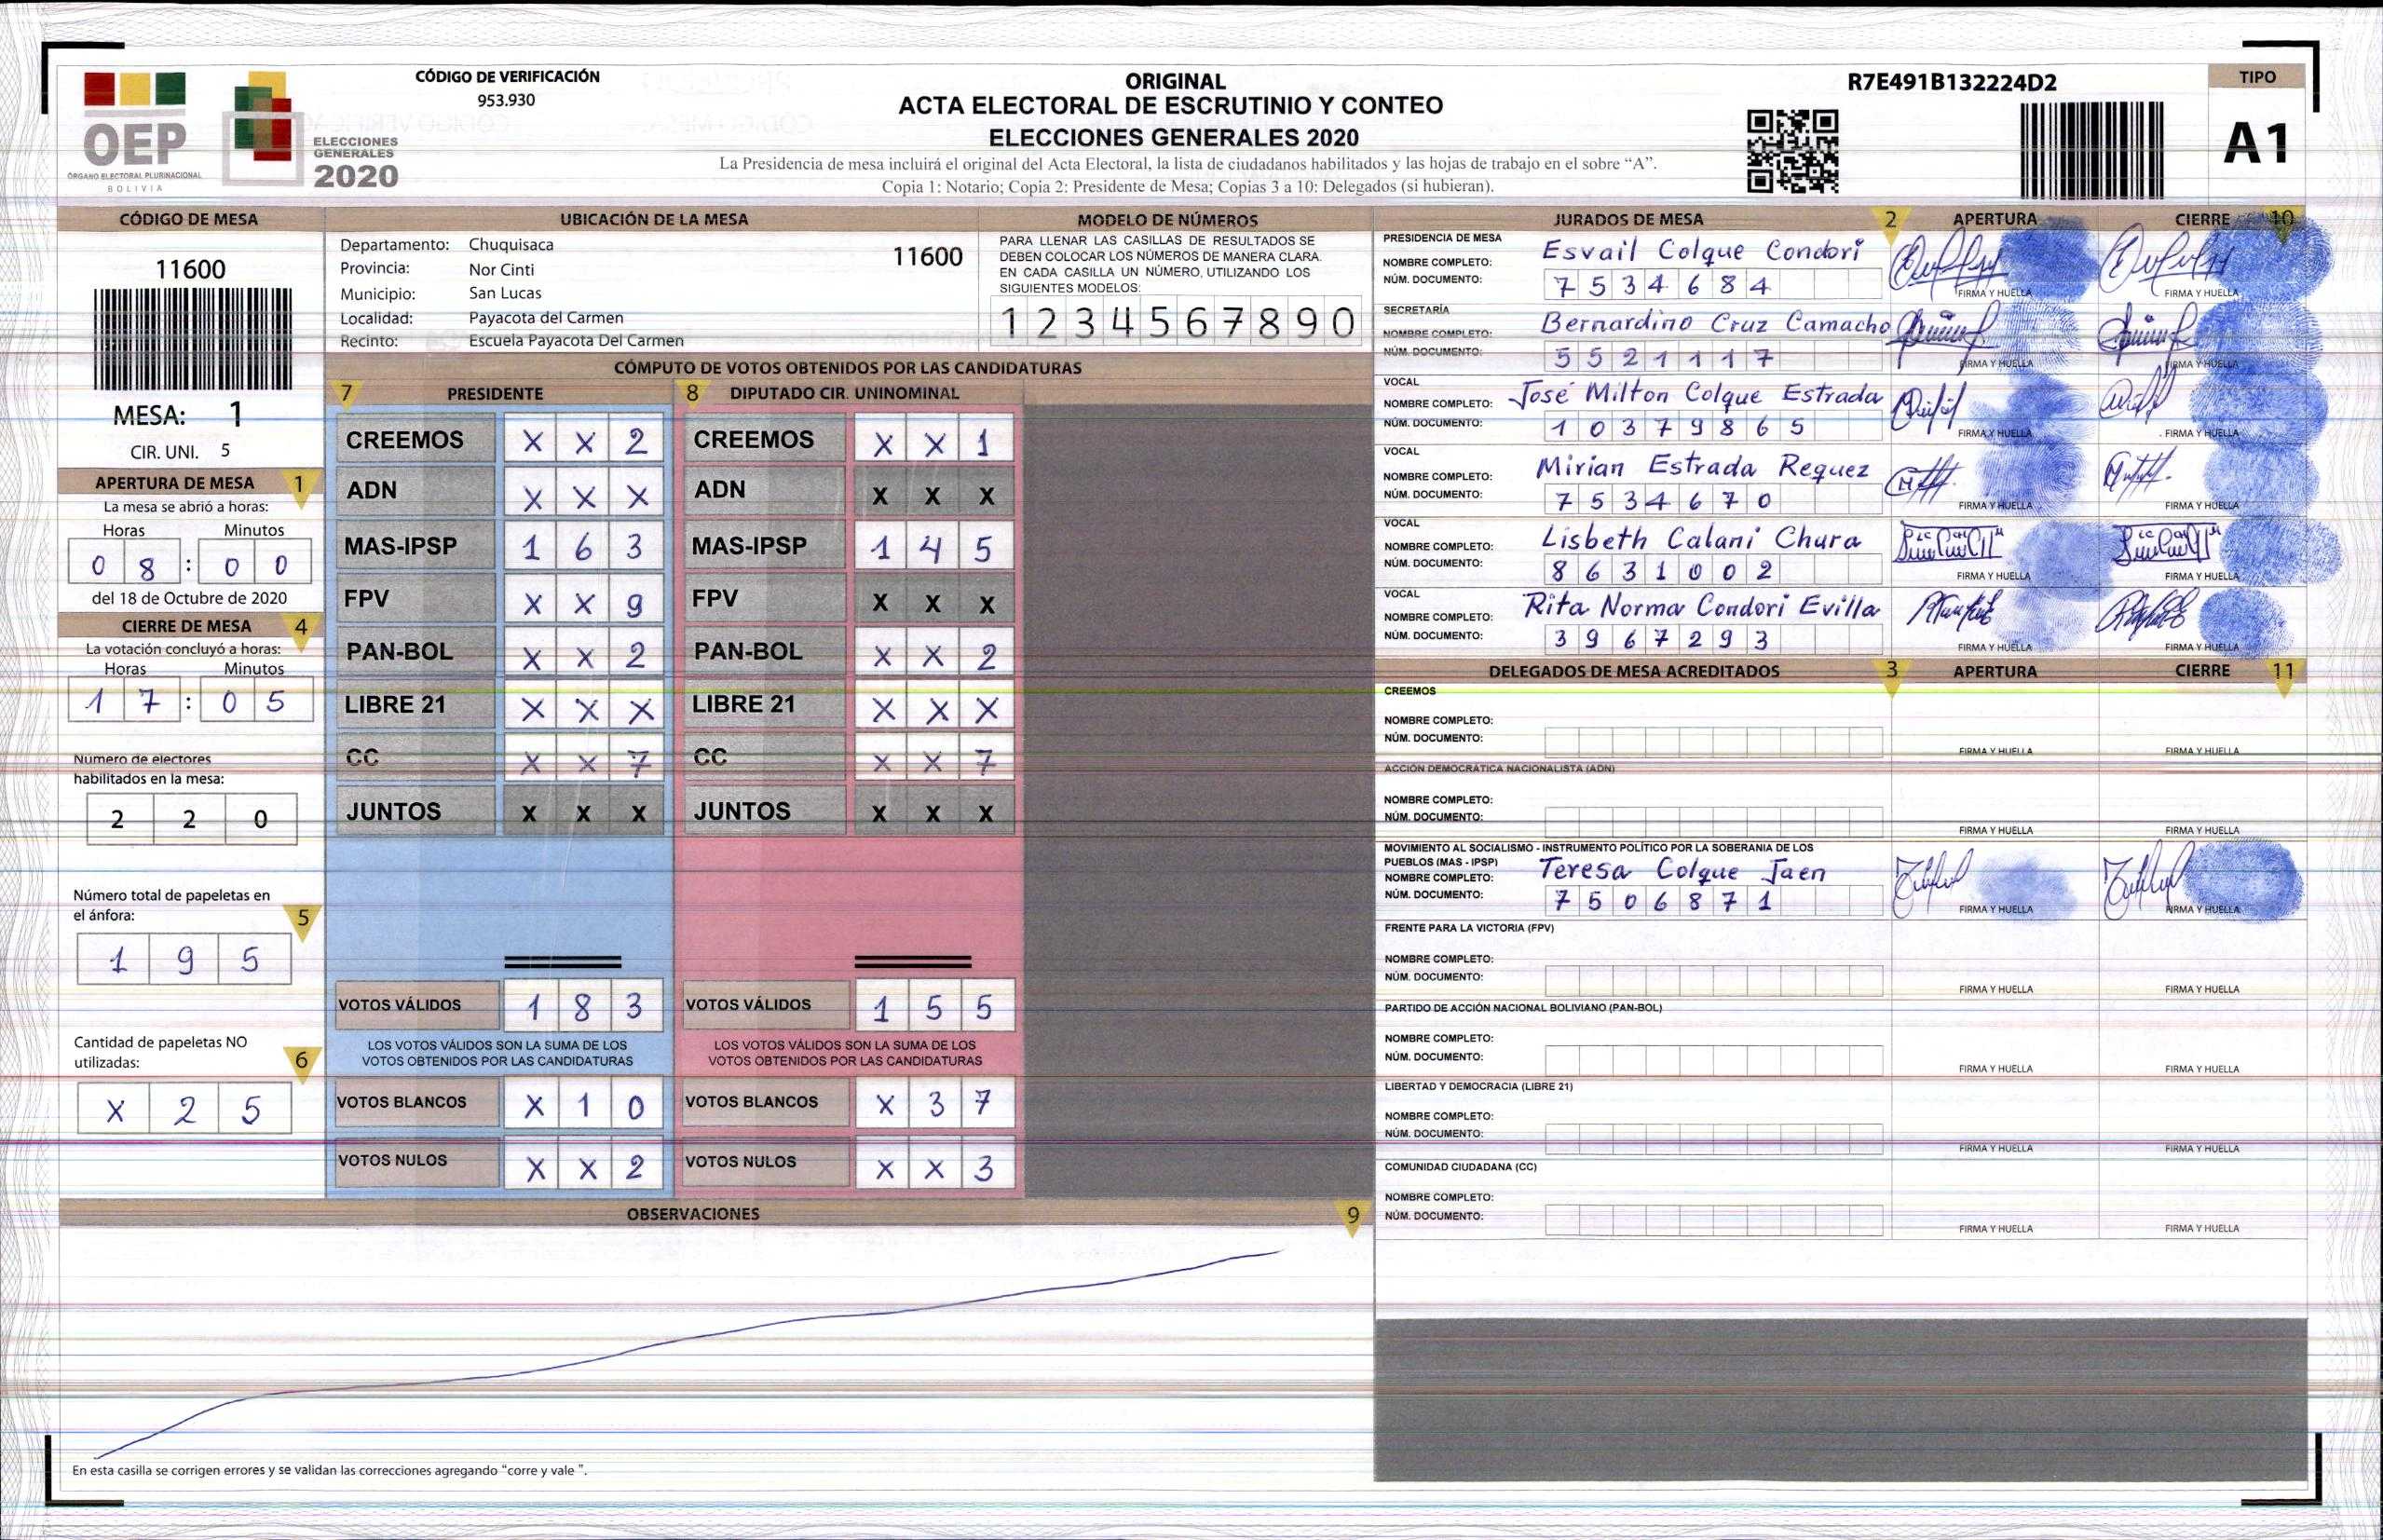 CÓDIGO DE VERIFICACIÓN
953.930
OEP
ÓRGANO ELECTORAL PLURINACIONAL
BOLIVIA
ELECCIONES
GENERALES
2020
ORIGINAL
ACTA ELECTORAL DE ESCRUTINIO Y CONTEO
ELECCIONES GENERALES 2020
La Presidencia de mesa incluirá el original del Acta Electoral, la lista de ciudadanos habilitados y las hojas de trabajo en el sobre “A”.
Copia 1: Notario; Copia 2: Presidente de Mesa; Copias 3 a 10: Delegados (si hubieran).
R7E491B132224D2
TIPO
A1
CÓDIGO DE MESA
11600
MESA: 1
CIR. UNI. 5
APERTURA DE MESA 1
La mesa se abrió a horas:
Horas Minutos
0 8 : 0 0
del 18 de Octubre de 2020
CIERRE DE MESA 4
La votación concluyó a horas:
Horas Minutos
1 7 : 0 5
Número de electores
habilitados en la mesa:
2 2 0
Número total de papeletas en
el ánfora: 5
1 9 5
Cantidad de papeletas NO
utilizadas: 6
X 2 5
UBICACIÓN DE LA MESA
Departamento: Chuquisaca 11600
Provincia: Nor Cinti
Municipio: San Lucas
Localidad: Payacota del Carmen
Recinto: Escuela Payacota Del Carmen
MODELO DE NÚMEROS
PARA LLENAR LAS CASILLAS DE RESULTADOS SE
DEBEN COLOCAR LOS NÚMEROS DE MANERA CLARA.
EN CADA CASILLA UN NÚMERO, UTILIZANDO LOS
SIGUIENTES MODELOS:
1 2 3 4 5 6 7 8 9 0
CÓMPUTO DE VOTOS OBTENIDOS POR LAS CANDIDATURAS
7 PRESIDENTE 8 DIPUTADO CIR. UNINOMINAL
CREEMOS X X 2 CREEMOS X X 1
ADN X X X ADN X X X
MAS-IPSP 1 6 3 MAS-IPSP 1 4 5
FPV X X 9 FPV X X X
PAN-BOL X X 2 PAN-BOL X X 2
LIBRE 21 X X X LIBRE 21 X X X
CC X X 7 CC X X 7
JUNTOS X X X JUNTOS X X X
VOTOS VÁLIDOS 1 8 3 VOTOS VÁLIDOS 1 5 5
LOS VOTOS VÁLIDOS SON LA SUMA DE LOS LOS VOTOS VÁLIDOS SON LA SUMA DE LOS
VOTOS OBTENIDOS POR LAS CANDIDATURAS VOTOS OBTENIDOS POR LAS CANDIDATURAS
VOTOS BLANCOS X 1 0 VOTOS BLANCOS X 3 7
VOTOS NULOS X X 2 VOTOS NULOS X X 3
OBSERVACIONES 9
En esta casilla se corrigen errores y se validan las correcciones agregando “corre y vale ”.
JURADOS DE MESA 2 APERTURA CIERRE 10
PRESIDENCIA DE MESA
NOMBRE COMPLETO: Esvail Colque Condori
NÚM. DOCUMENTO: 7 5 3 4 6 8 4
FIRMA Y HUELLA FIRMA Y HUELLA
SECRETARÍA
NOMBRE COMPLETO: Bernardino Cruz Camacho
NÚM. DOCUMENTO: 5 5 2 1 1 1 7
FIRMA Y HUELLA FIRMA Y HUELLA
VOCAL
NOMBRE COMPLETO: José Milton Colque Estrada
NÚM. DOCUMENTO: 1 0 3 7 9 8 6 5
FIRMA Y HUELLA FIRMA Y HUELLA
VOCAL
NOMBRE COMPLETO: Mirian Estrada Requez
NÚM. DOCUMENTO: 7 5 3 4 6 7 0
FIRMA Y HUELLA FIRMA Y HUELLA
VOCAL
NOMBRE COMPLETO: Lisbeth Calani Chura
NÚM. DOCUMENTO: 8 6 3 1 0 0 2
FIRMA Y HUELLA FIRMA Y HUELLA
VOCAL
NOMBRE COMPLETO: Rita Norma Condori Evilla
NÚM. DOCUMENTO: 3 9 6 7 2 9 3
FIRMA Y HUELLA FIRMA Y HUELLA
DELEGADOS DE MESA ACREDITADOS 3 APERTURA CIERRE 11
CREEMOS
NOMBRE COMPLETO:
NÚM. DOCUMENTO:
FIRMA Y HUELLA FIRMA Y HUELLA
ACCIÓN DEMOCRÁTICA NACIONALISTA (ADN)
NOMBRE COMPLETO:
NÚM. DOCUMENTO:
FIRMA Y HUELLA FIRMA Y HUELLA
MOVIMIENTO AL SOCIALISMO - INSTRUMENTO POLÍTICO POR LA SOBERANIA DE LOS
PUEBLOS (MAS - IPSP)
NOMBRE COMPLETO: Teresa Colque Jaen
NÚM. DOCUMENTO: 7 5 0 6 8 7 1
FIRMA Y HUELLA FIRMA Y HUELLA
FRENTE PARA LA VICTORIA (FPV)
NOMBRE COMPLETO:
NÚM. DOCUMENTO:
FIRMA Y HUELLA FIRMA Y HUELLA
PARTIDO DE ACCIÓN NACIONAL BOLIVIANO (PAN-BOL)
NOMBRE COMPLETO:
NÚM. DOCUMENTO:
FIRMA Y HUELLA FIRMA Y HUELLA
LIBERTAD Y DEMOCRACIA (LIBRE 21)
NOMBRE COMPLETO:
NÚM. DOCUMENTO:
FIRMA Y HUELLA FIRMA Y HUELLA
COMUNIDAD CIUDADANA (CC)
NOMBRE COMPLETO:
NÚM. DOCUMENTO:
FIRMA Y HUELLA FIRMA Y HUELLA